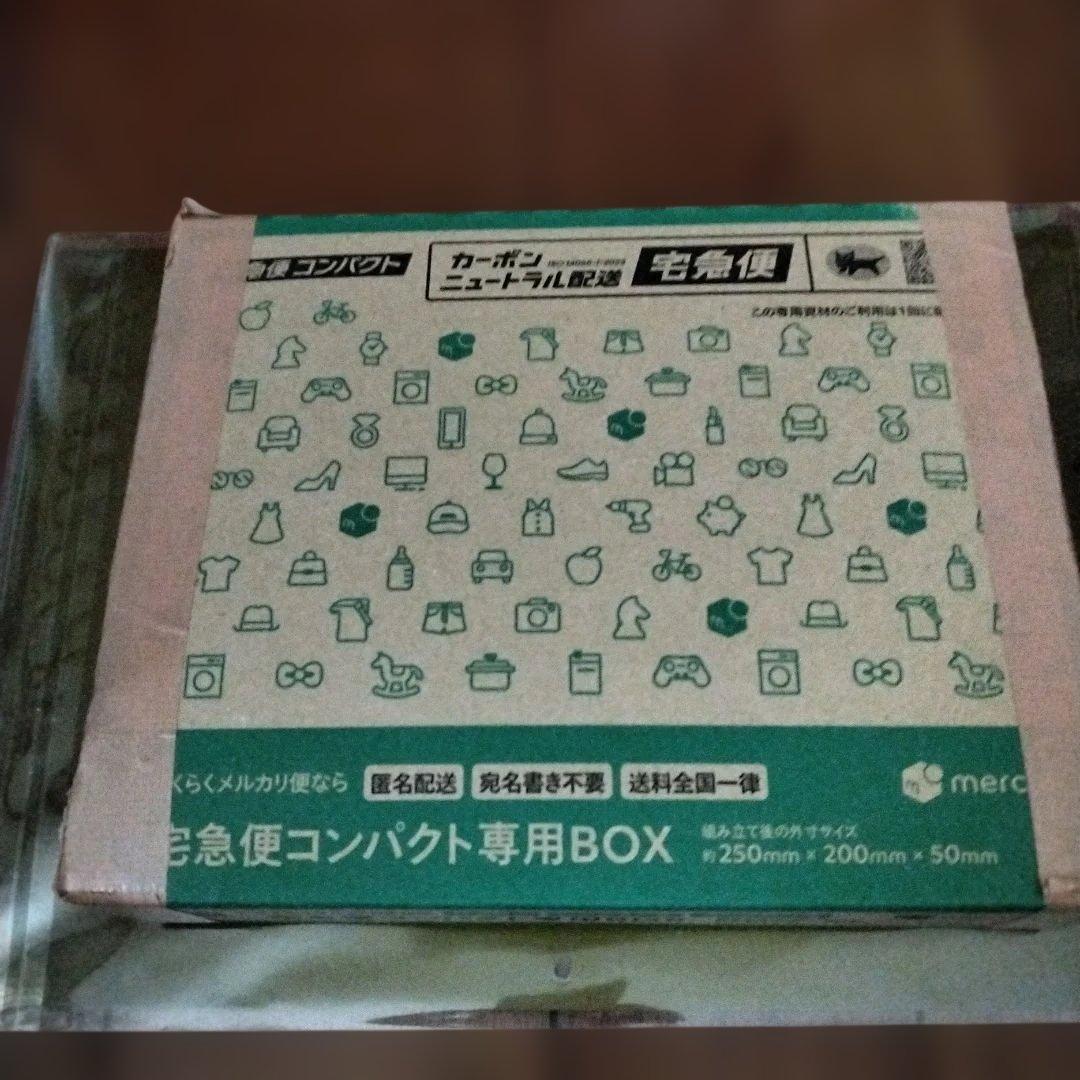 急便 コンパクト
カーボン
ニュートラル配送
宅急便
この専用資材のご利用は1回に
くらくメルカリ便なら
匿名配送
宛名書き不要
送料全国一律
merc
宅急便コンパクト専用BOX
組み立て後の外寸サイズ
約250mm×200mm×50mm